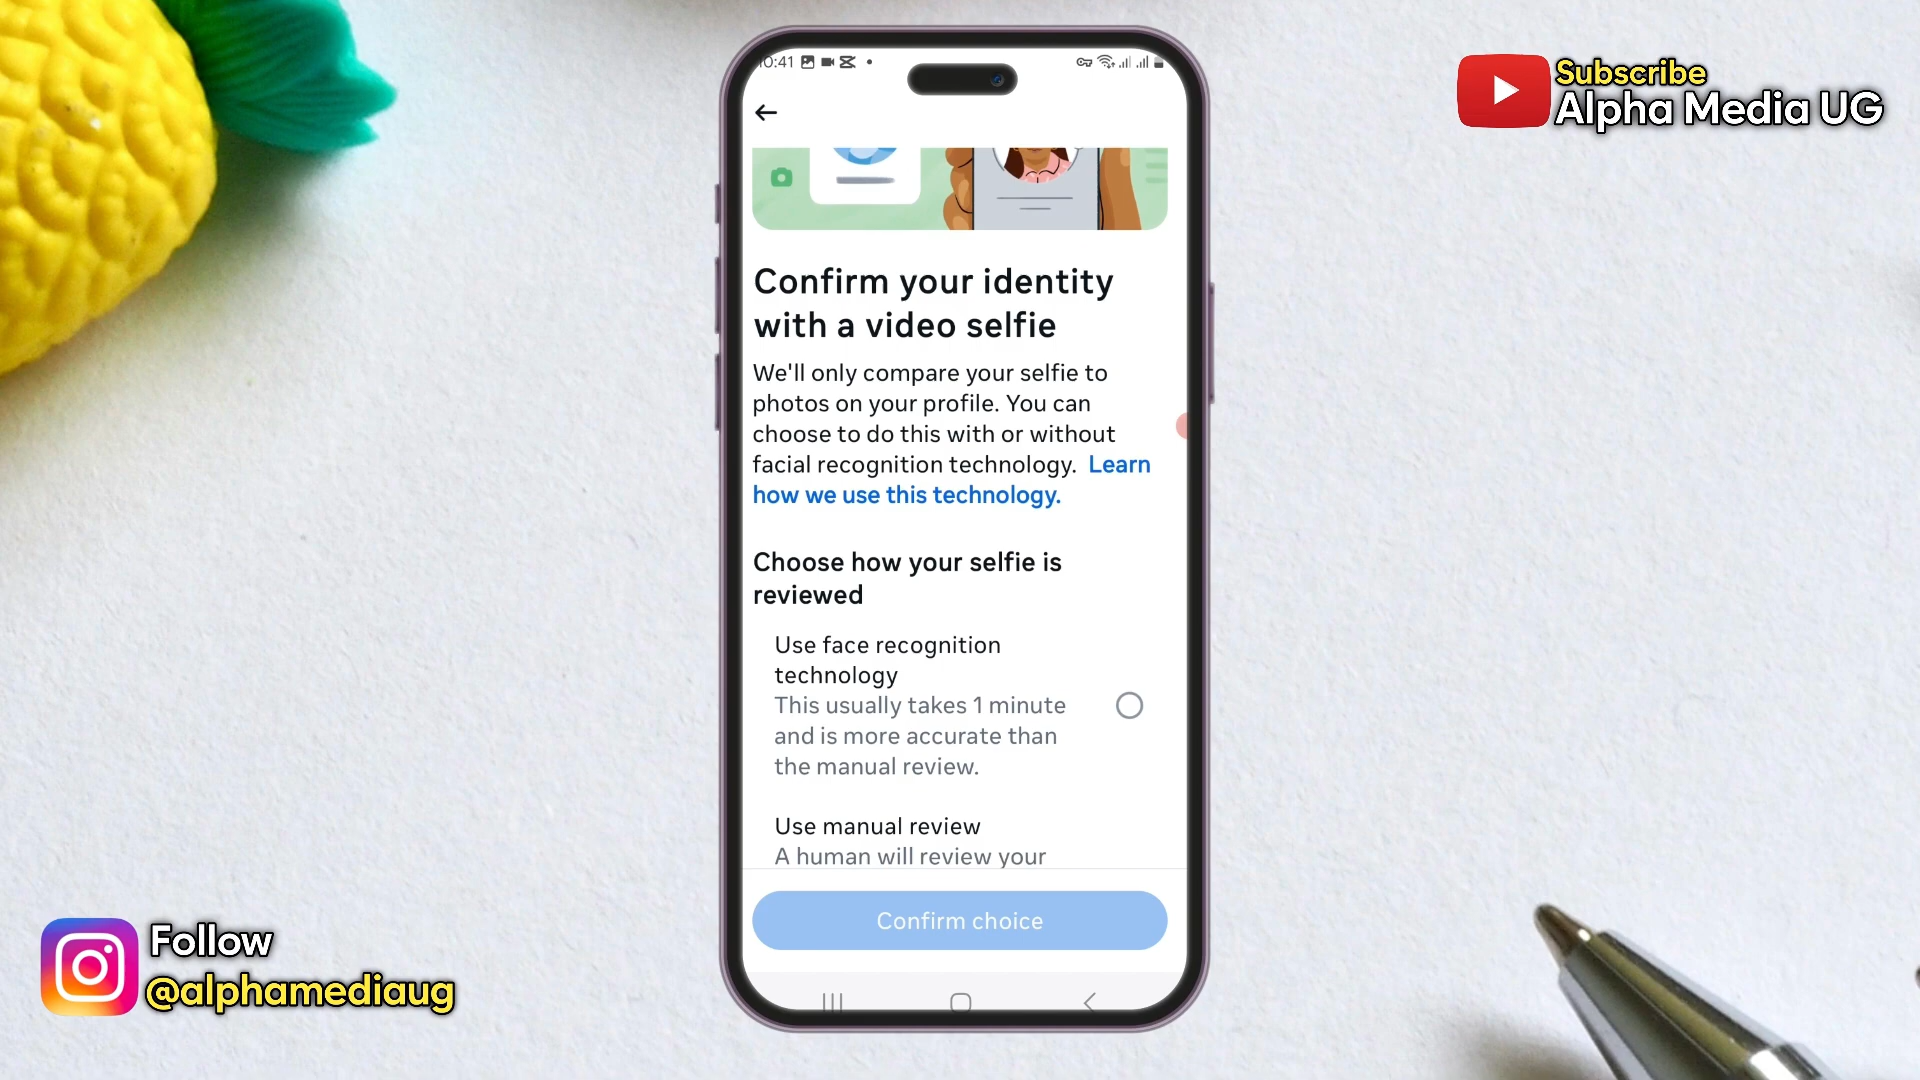 10:41
Subscribe
Alpha Media UG
Confirm your identity
with a video selfie
We'll only compare your selfie to
photos on your profile. You can
choose to do this with or without
facial recognition technology. Learn
how we use this technology.
Choose how your selfie is
reviewed
Use face recognition
technology
This usually takes 1 minute
and is more accurate than
the manual review.
Use manual review
A human will review your
Confirm choice
Follow
@alphamediaug